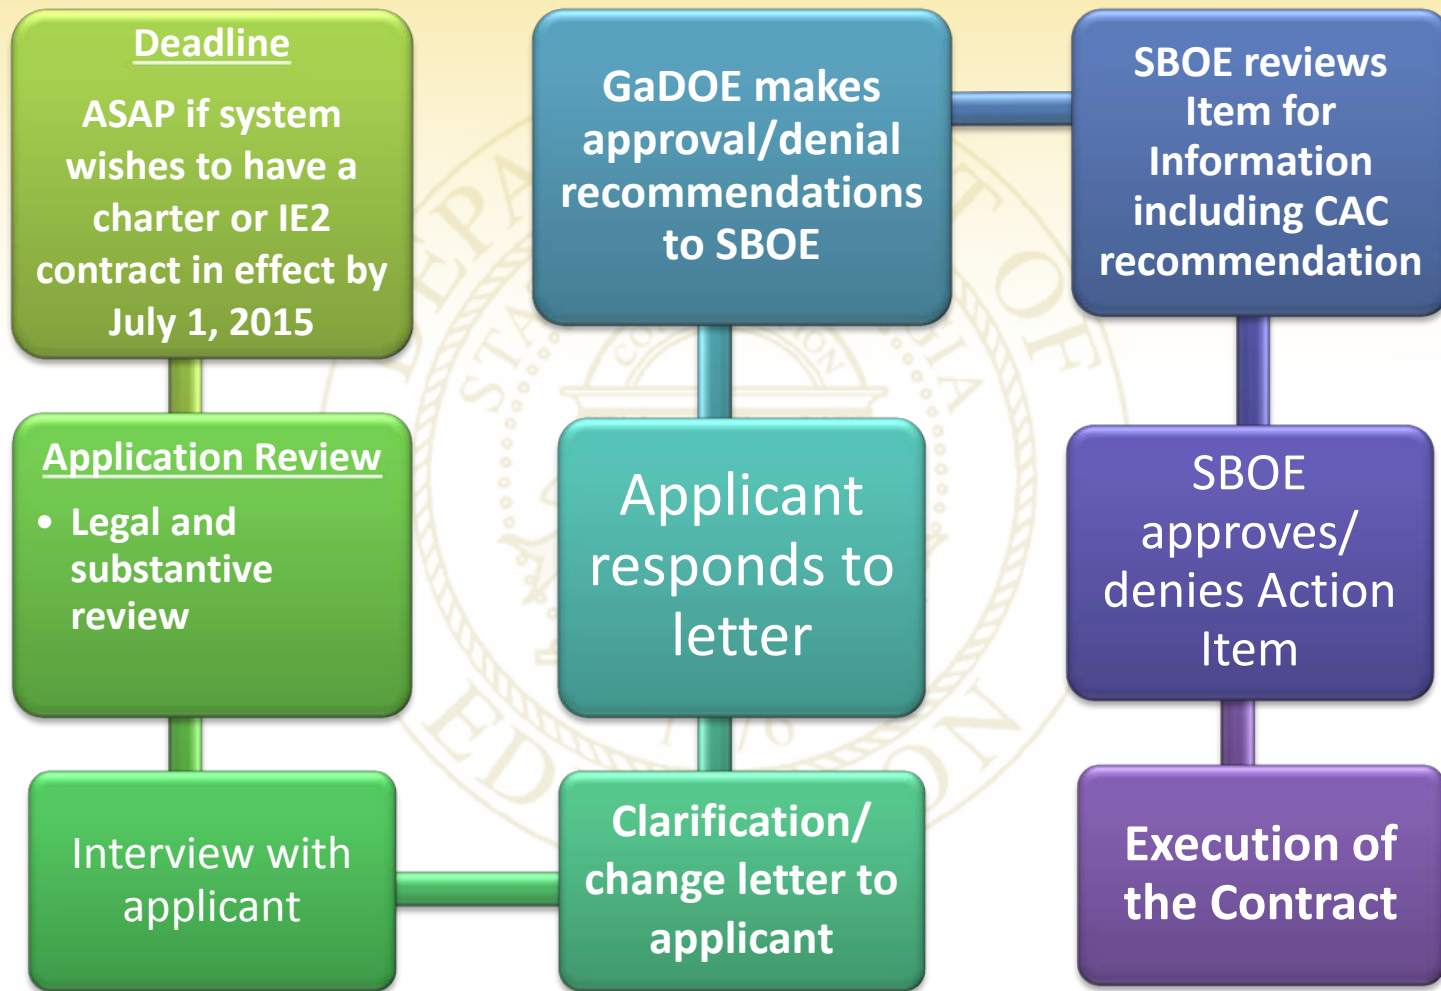 Deadline
ASAP if system
wishes to have a
charter or IE2
contract in effect by
July 1, 2015
Application Review
• Legal and
substantive
review
Interview with
applicant
Clarification/
change letter to
applicant
Applicant
responds to
letter
GaDOE makes
approval/denial
recommendations
to SBOE
SBOE reviews
Item for
Information
including CAC
recommendation
SBOE
approves/
denies Action
Item
Execution of
the Contract